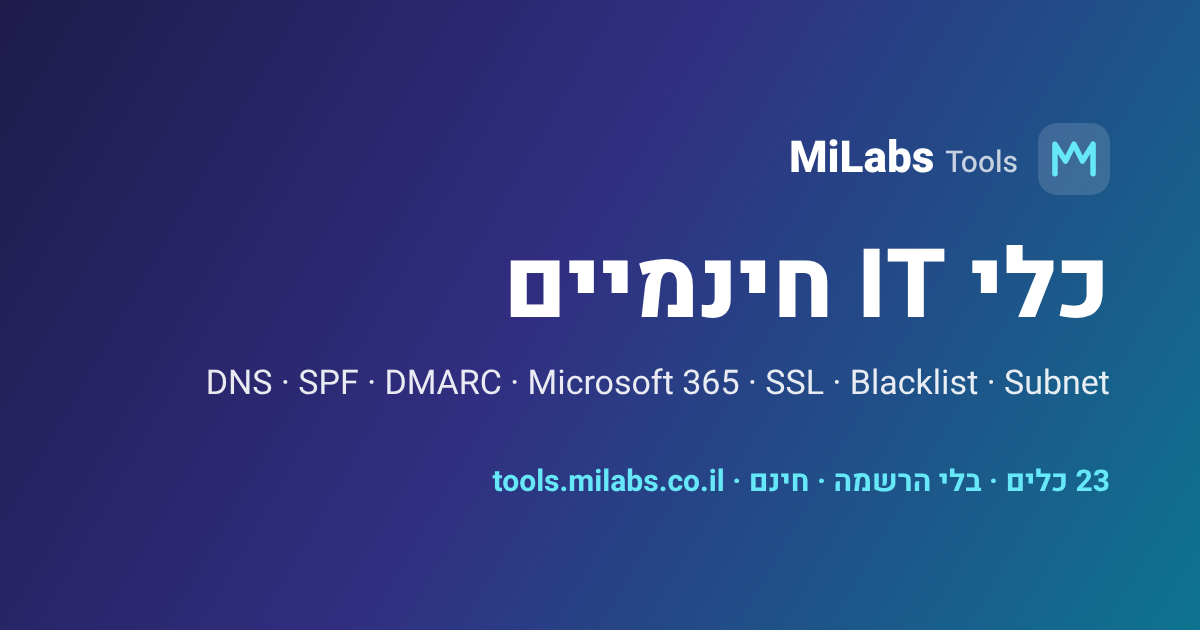 MiLabs Tools
כלי IT חינמיים
DNS · SPF · DMARC · Microsoft 365 · SSL · Blacklist · Subnet
23 כלים · בלי הרשמה · חינם · tools.milabs.co.il